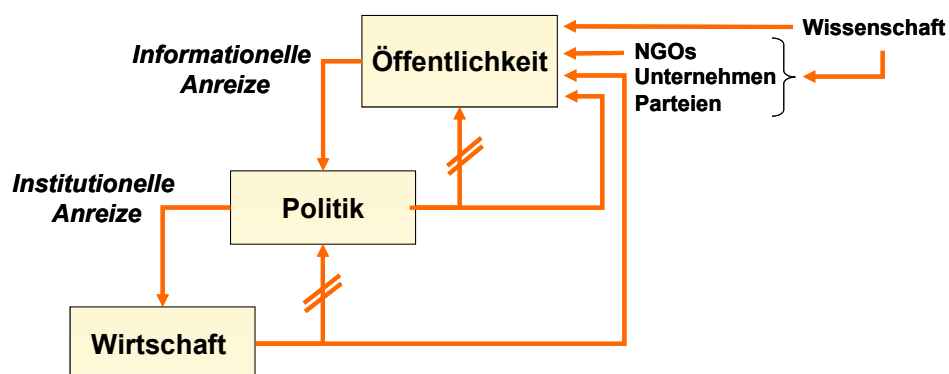 Wissenschaft
Informationelle
Anreize
Öffentlichkeit
NGOs
Unternehmen
Parteien
Institutionelle
Anreize
Politik
Wirtschaft